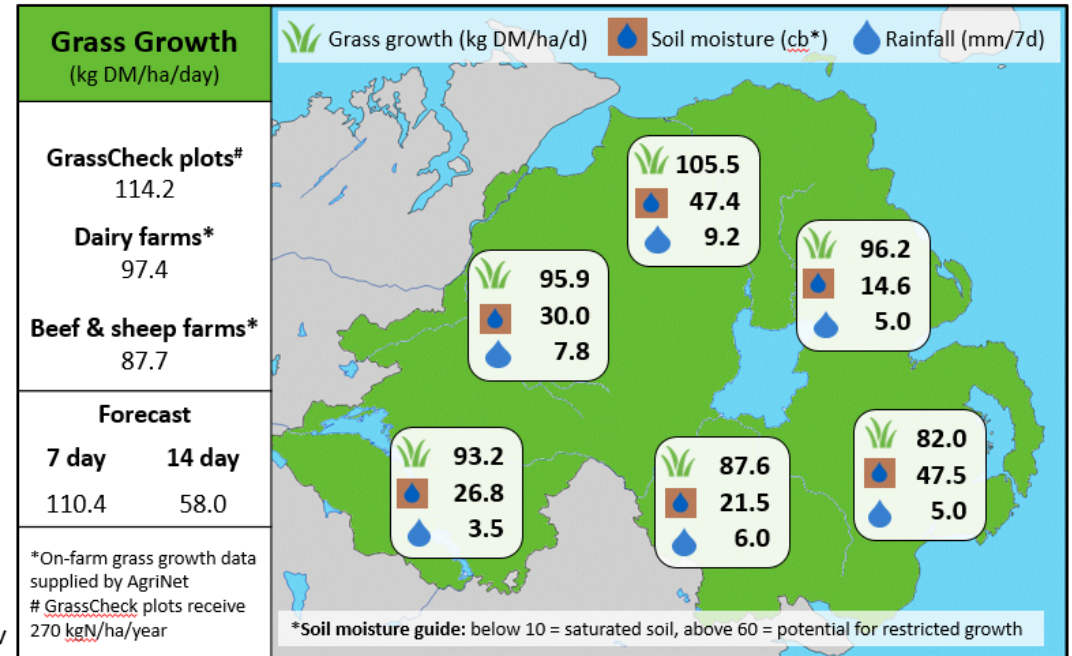 Grass Growth
(kg DM/ha/day)
GrassCheck plots#
114.2
Dairy farms*
97.4
Beef & sheep farms*
87.7
Forecast
7 day 14 day
110.4 58.0
*On-farm grass growth data
supplied by AgriNet
# GrassCheck plots receive
270 kgN/ha/year
Grass growth (kg DM/ha/d) Soil moisture (cb*) Rainfall (mm/7d)
105.5
47.4
9.2
96.2
14.6
5.0
95.9
30.0
7.8
93.2
26.8
3.5
87.6
21.5
6.0
82.0
47.5
5.0
*Soil moisture guide: below 10 = saturated soil, above 60 = potential for restricted growth